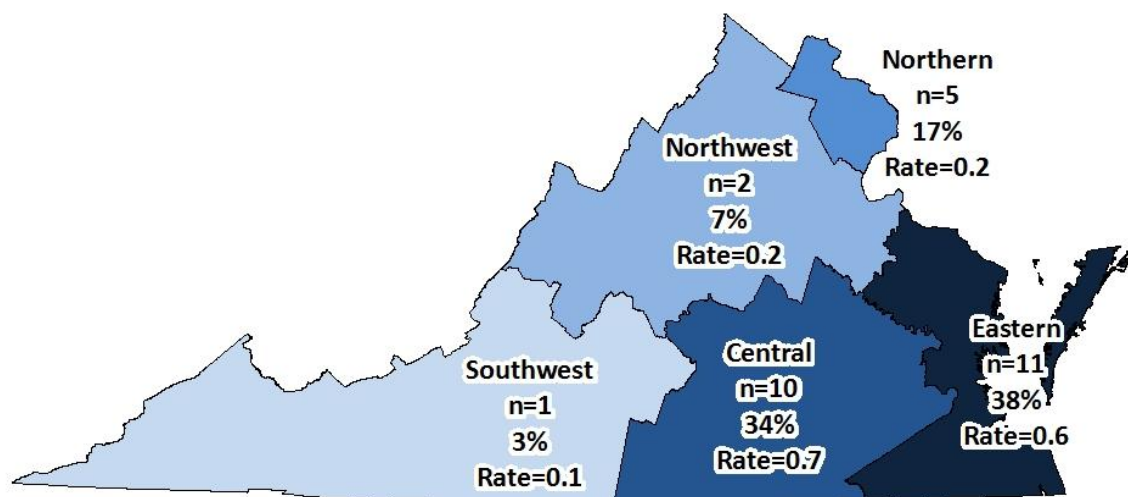 Northern
n=5
17%
Rate=0.2
Northwest
n=2
7%
Rate=0.2
Eastern
n=11
38%
Rate=0.6
Central
n=10
34%
Rate=0.7
Southwest
n=1
3%
Rate=0.1